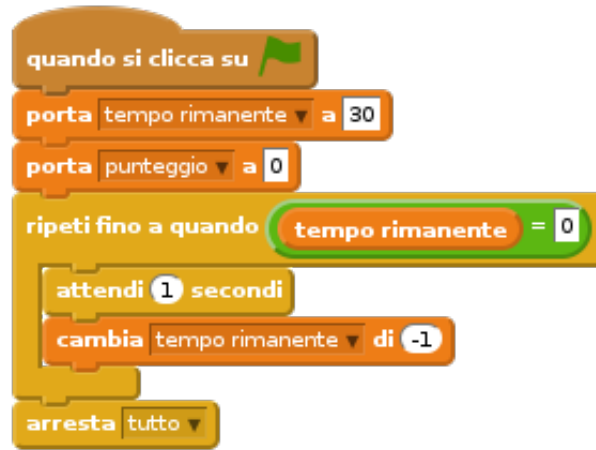 quando si clicca su
porta tempo rimanente a 30
porta punteggio a 0
ripeti fino a quando tempo rimanente = 0
attendi 1 secondi
cambia tempo rimanente di -1
arresta tutto